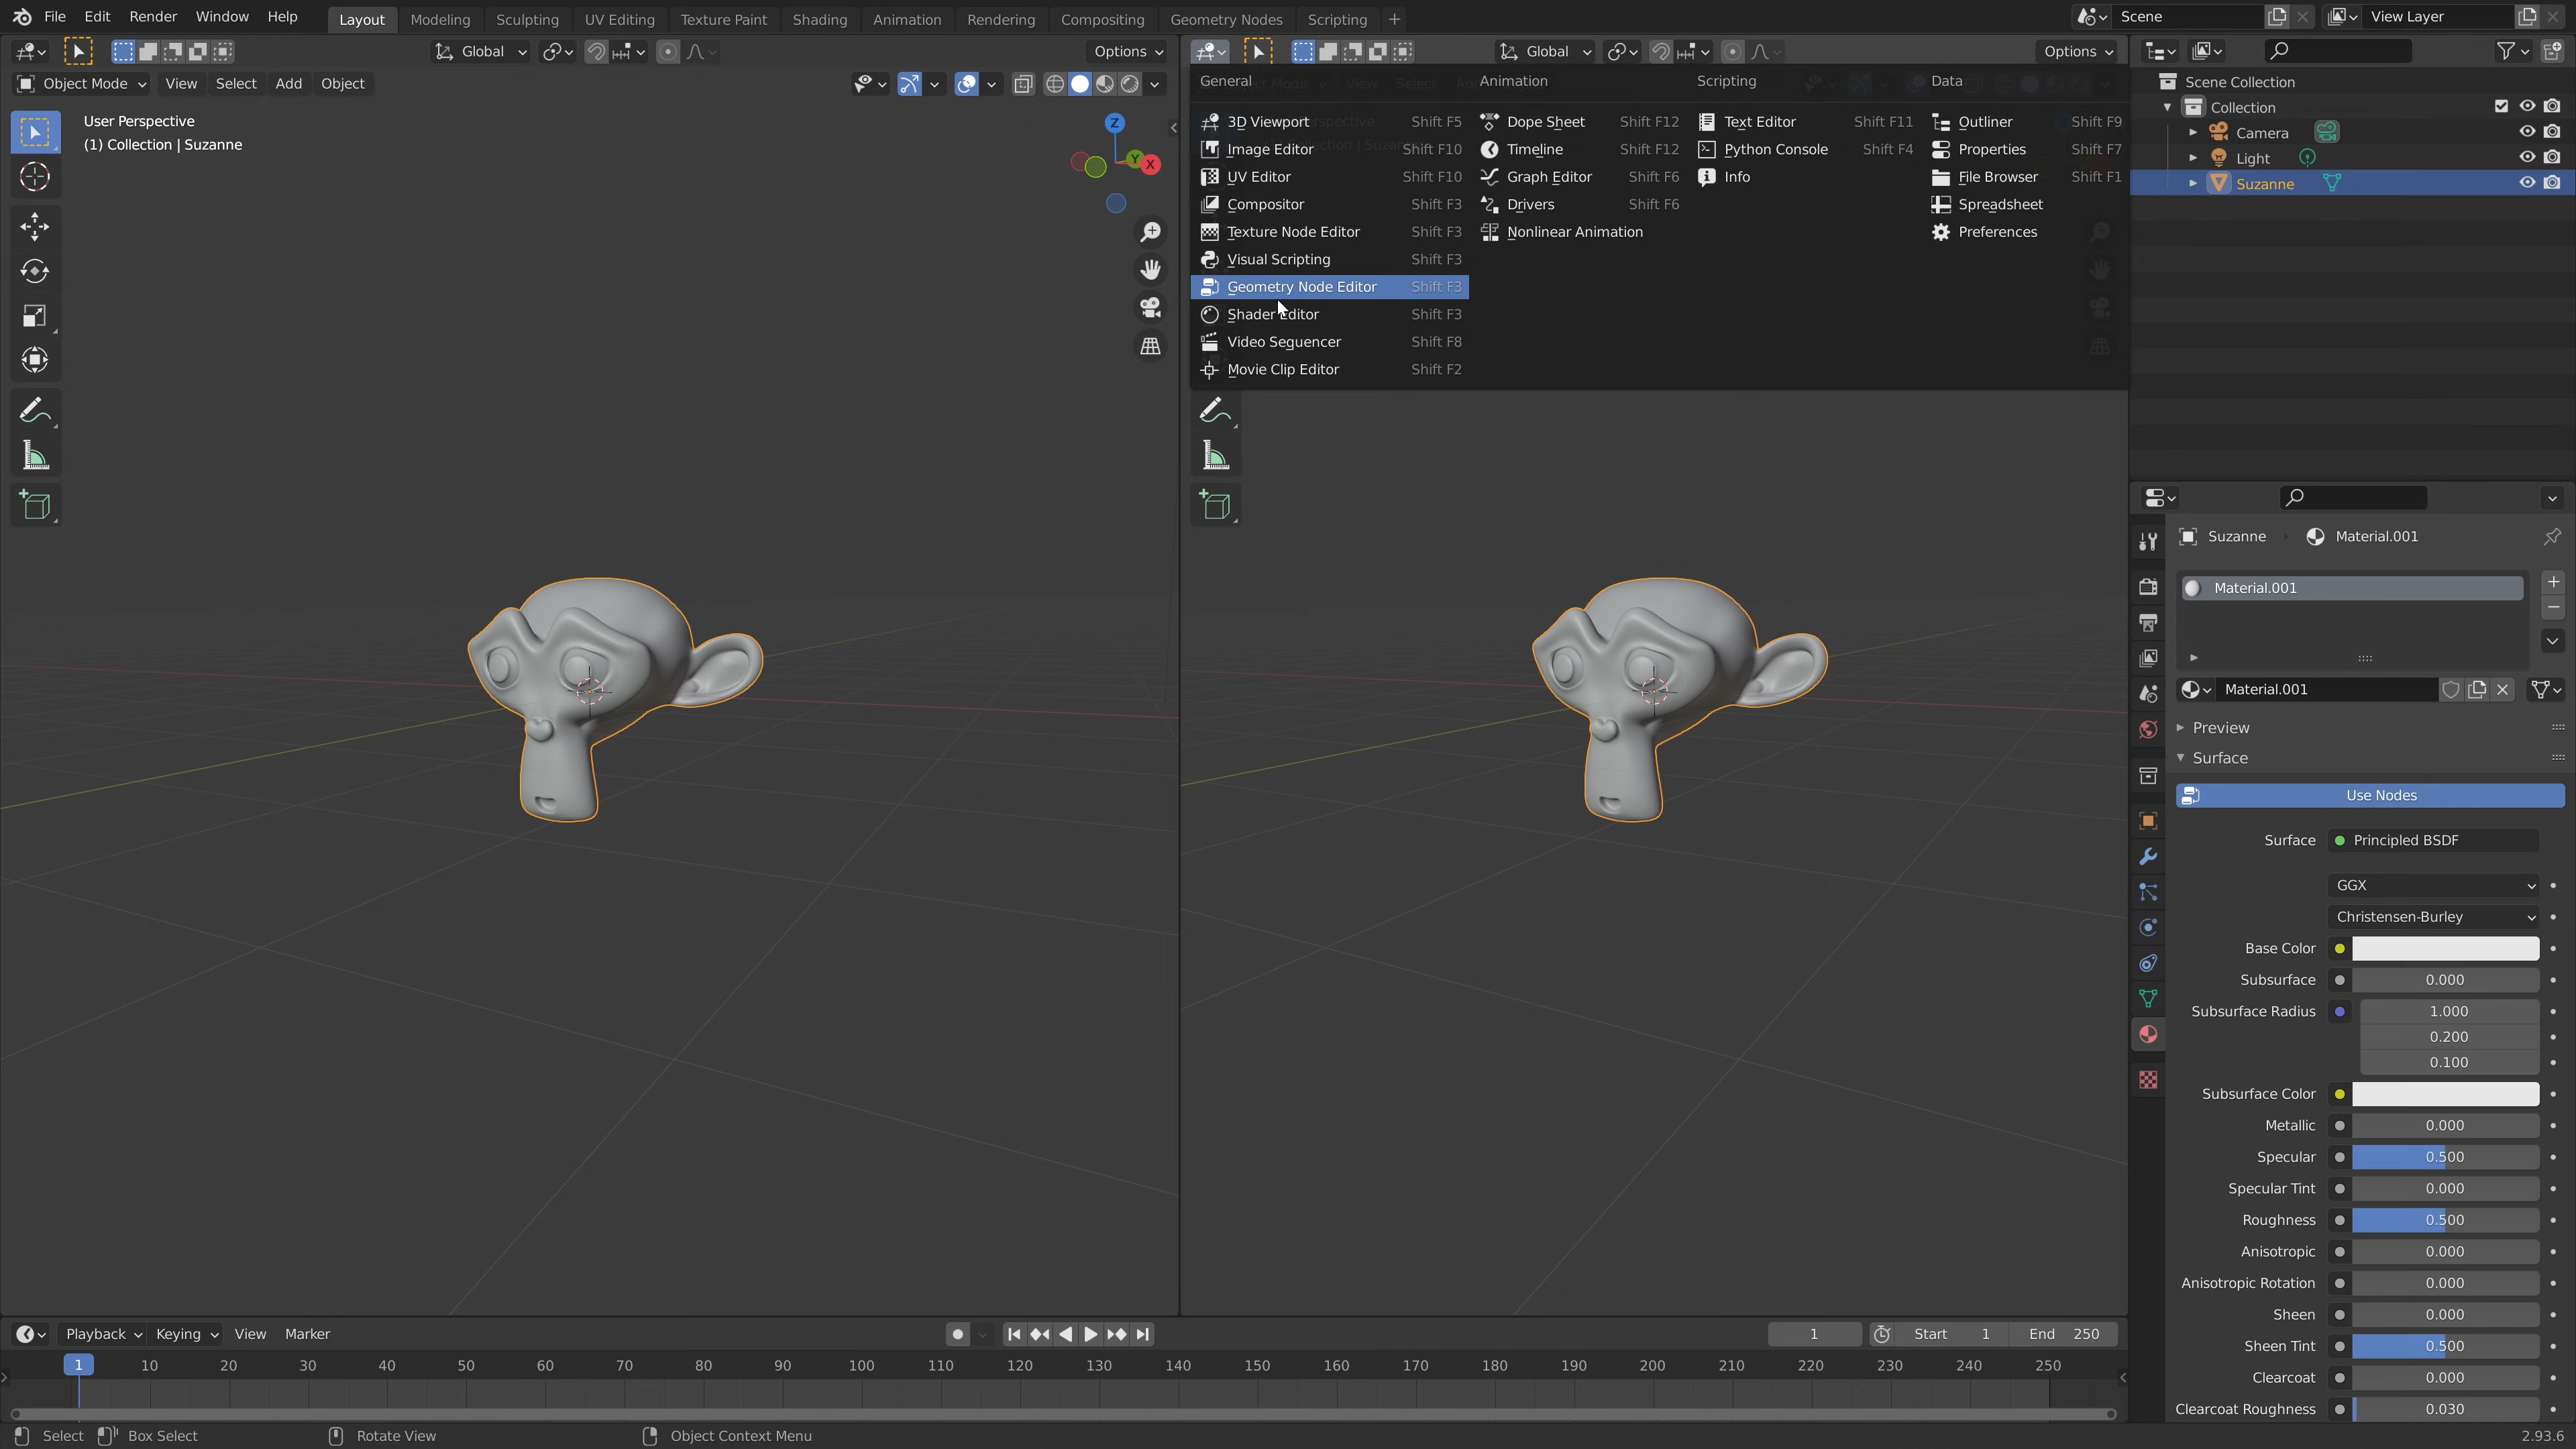 File Edit Render Window Help Layout Modeling Sculpting UV Editing Texture Paint Shading Animation Rendering Compositing Geometry Nodes Scripting + Scene View Layer
Global Options
Global Options
Object Mode View Select Add Object
User Perspective
(1) Collection | Suzanne
Z
Y
X
General
3D Viewport Shift F5
Image Editor Shift F10
UV Editor Shift F10
Compositor Shift F3
Texture Node Editor Shift F3
Visual Scripting Shift F3
Geometry Node Editor Shift F3
Shader Editor Shift F3
Video Sequencer Shift F8
Movie Clip Editor Shift F2
Animation
Dope Sheet Shift F12
Timeline Shift F12
Graph Editor Shift F6
Drivers Shift F6
Nonlinear Animation
Scripting
Text Editor Shift F11
Python Console Shift F4
Info
Data
Outliner Shift F9
Properties Shift F7
File Browser Shift F1
Spreadsheet
Preferences
Scene Collection
Collection
Camera
Light
Suzanne
Suzanne Material.001
Material.001
Material.001
Preview
Surface
Use Nodes
Surface Principled BSDF
GGX
Christensen-Burley
Base Color
Subsurface 0.000
Subsurface Radius 1.000
0.200
0.100
Subsurface Color
Metallic 0.000
Specular 0.500
Specular Tint 0.000
Roughness 0.500
Anisotropic 0.000
Anisotropic Rotation 0.000
Sheen 0.000
Sheen Tint 0.500
Clearcoat 0.000
Clearcoat Roughness 0.030
Playback Keying View Marker 1 Start 1 End 250
1 10 20 30 40 50 60 70 80 90 100 110 120 130 140 150 160 170 180 190 200 210 220 230 240 250
Select Box Select Rotate View Object Context Menu 2.93.6